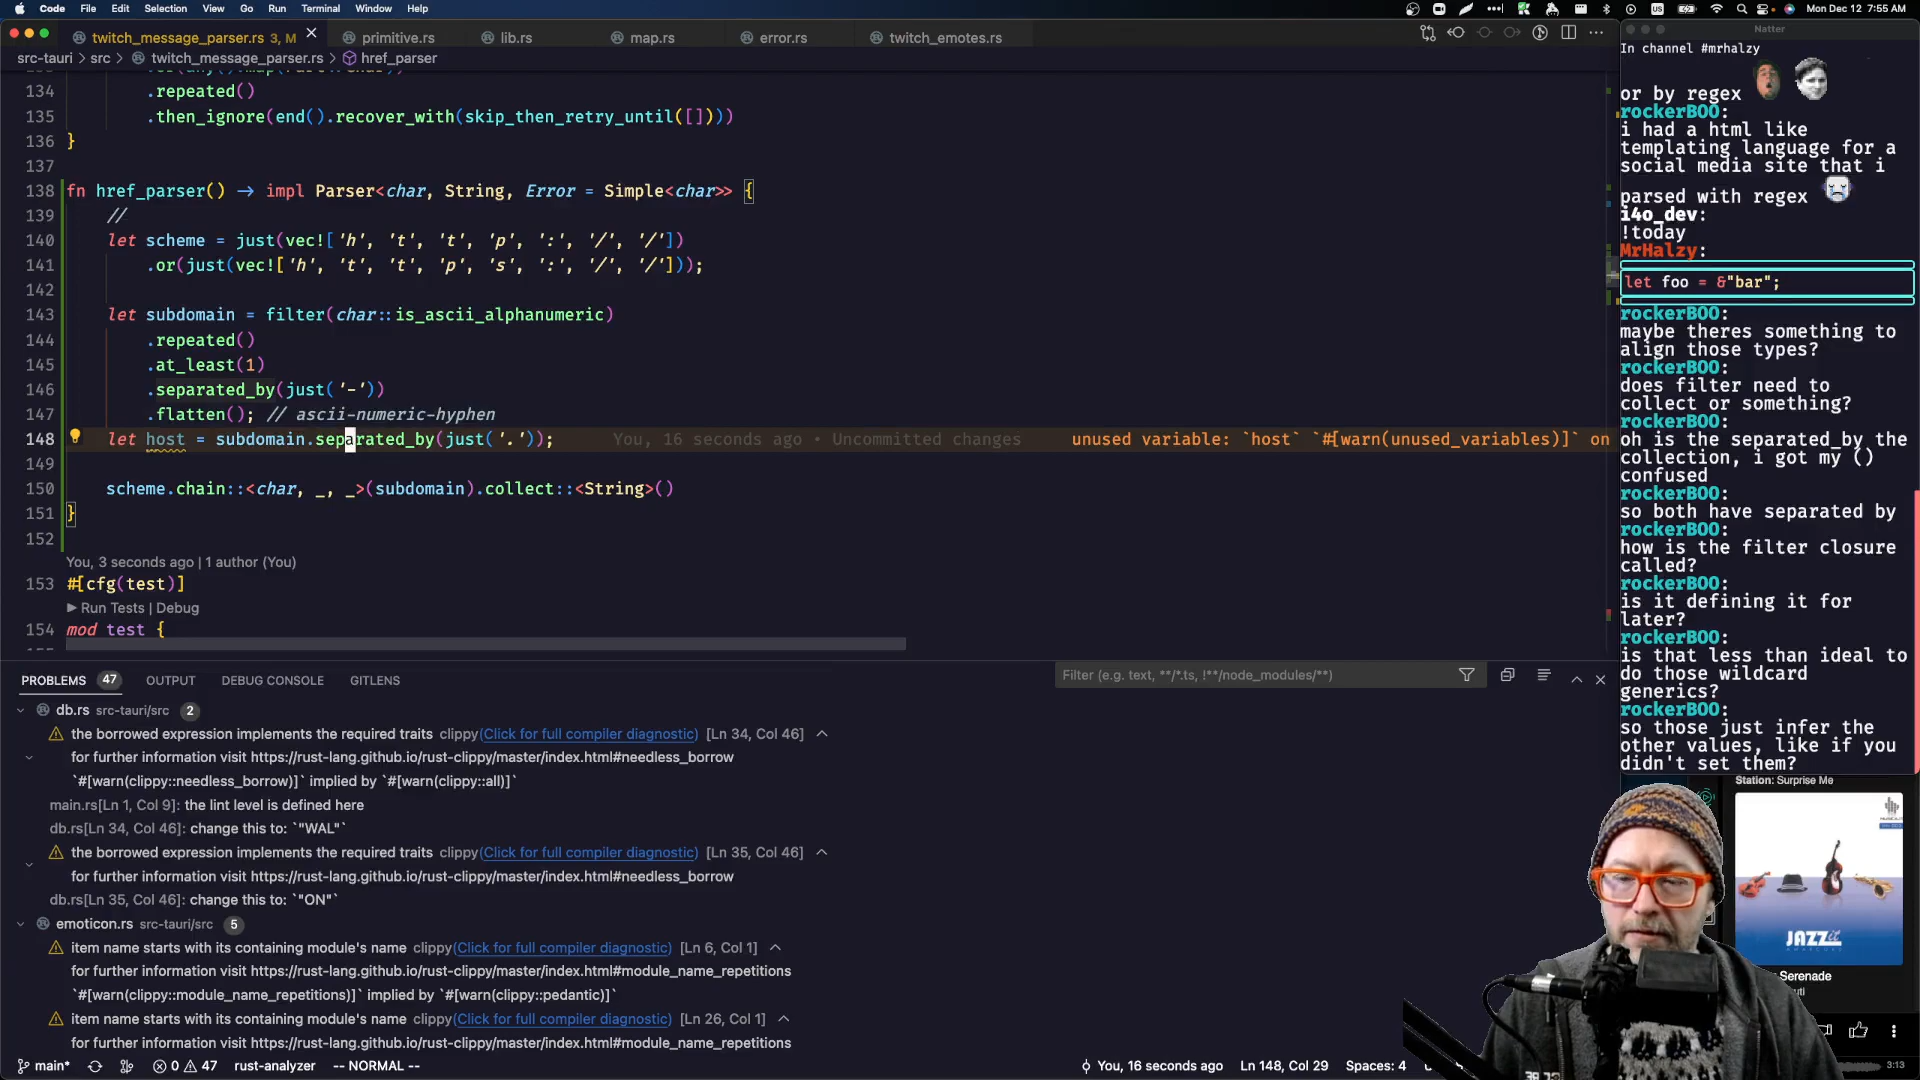 Code File Edit Selection View Go Run Terminal Window Help
US
Mon Dec 12 7:55 AM
twitch_message_parser.rs 3, M
primitive.rs
lib.rs
map.rs
error.rs
twitch_emotes.rs
src-tauri > src > twitch_message_parser.rs > href_parser
134 .repeated()
135 .then_ignore(end().recover_with(skip_then_retry_until([])))
136 }
137
138 fn href_parser() -> impl Parser<char, String, Error = Simple<char>> {
139 //
140 let scheme = just(vec!['h', 't', 't', 'p', ':', '/', '/'])
141 .or(just(vec!['h', 't', 't', 'p', 's', ':', '/', '/']));
142
143 let subdomain = filter(char::is_ascii_alphanumeric)
144 .repeated()
145 .at_least(1)
146 .separated_by(just('-'))
147 .flatten(); // ascii-numeric-hyphen
148 let host = subdomain.separated_by(just('.')); You, 16 seconds ago • Uncommitted changes unused variable: `host` `#[warn(unused_variables)]` on
149
150 scheme.chain::<char, _, _>(subdomain).collect::<String>()
151 }
152
You, 3 seconds ago | 1 author (You)
153 #[cfg(test)]
Run Tests | Debug
154 mod test {
PROBLEMS 47 OUTPUT DEBUG CONSOLE GITLENS
Filter (e.g. text, **/*.ts, !**/node_modules/**)
db.rs src-tauri/src 2
the borrowed expression implements the required traits clippy(Click for full compiler diagnostic) [Ln 34, Col 46]
for further information visit https://rust-lang.github.io/rust-clippy/master/index.html#needless_borrow
`#[warn(clippy::needless_borrow)]` implied by `#[warn(clippy::all)]`
main.rs[Ln 1, Col 9]: the lint level is defined here
db.rs[Ln 34, Col 46]: change this to: `"WAL"`
the borrowed expression implements the required traits clippy(Click for full compiler diagnostic) [Ln 35, Col 46]
for further information visit https://rust-lang.github.io/rust-clippy/master/index.html#needless_borrow
db.rs[Ln 35, Col 46]: change this to: `"ON"`
emoticon.rs src-tauri/src 5
item name starts with its containing module's name clippy(Click for full compiler diagnostic) [Ln 6, Col 1]
for further information visit https://rust-lang.github.io/rust-clippy/master/index.html#module_name_repetitions
`#[warn(clippy::module_name_repetitions)]` implied by `#[warn(clippy::pedantic)]`
item name starts with its containing module's name clippy(Click for full compiler diagnostic) [Ln 26, Col 1]
for further information visit https://rust-lang.github.io/rust-clippy/master/index.html#module_name_repetitions
main* 0 47 rust-analyzer -- NORMAL -- You, 16 seconds ago Ln 148, Col 29 Spaces: 4
Natter
In channel #mrhalzy
or by regex
rockerBOO:
i had a html like
templating language for a
social media site that i
parsed with regex
i4o_dev:
!today
MrHalzy:
let foo = &"bar";
rockerBOO:
maybe theres something to
align those types?
rockerBOO:
does filter need to
collect or something?
rockerBOO:
oh is the separated_by the
collection, i got my ()
confused
rockerBOO:
so both have separated by
rockerBOO:
how is the filter closure
called?
rockerBOO:
is it defining it for
later?
rockerBOO:
is that less than ideal to
do those wildcard
generics?
rockerBOO:
so those just infer the
other values, like if you
didn't set them?
Station: Surprise Me
JAZZ
Serenade
3:13